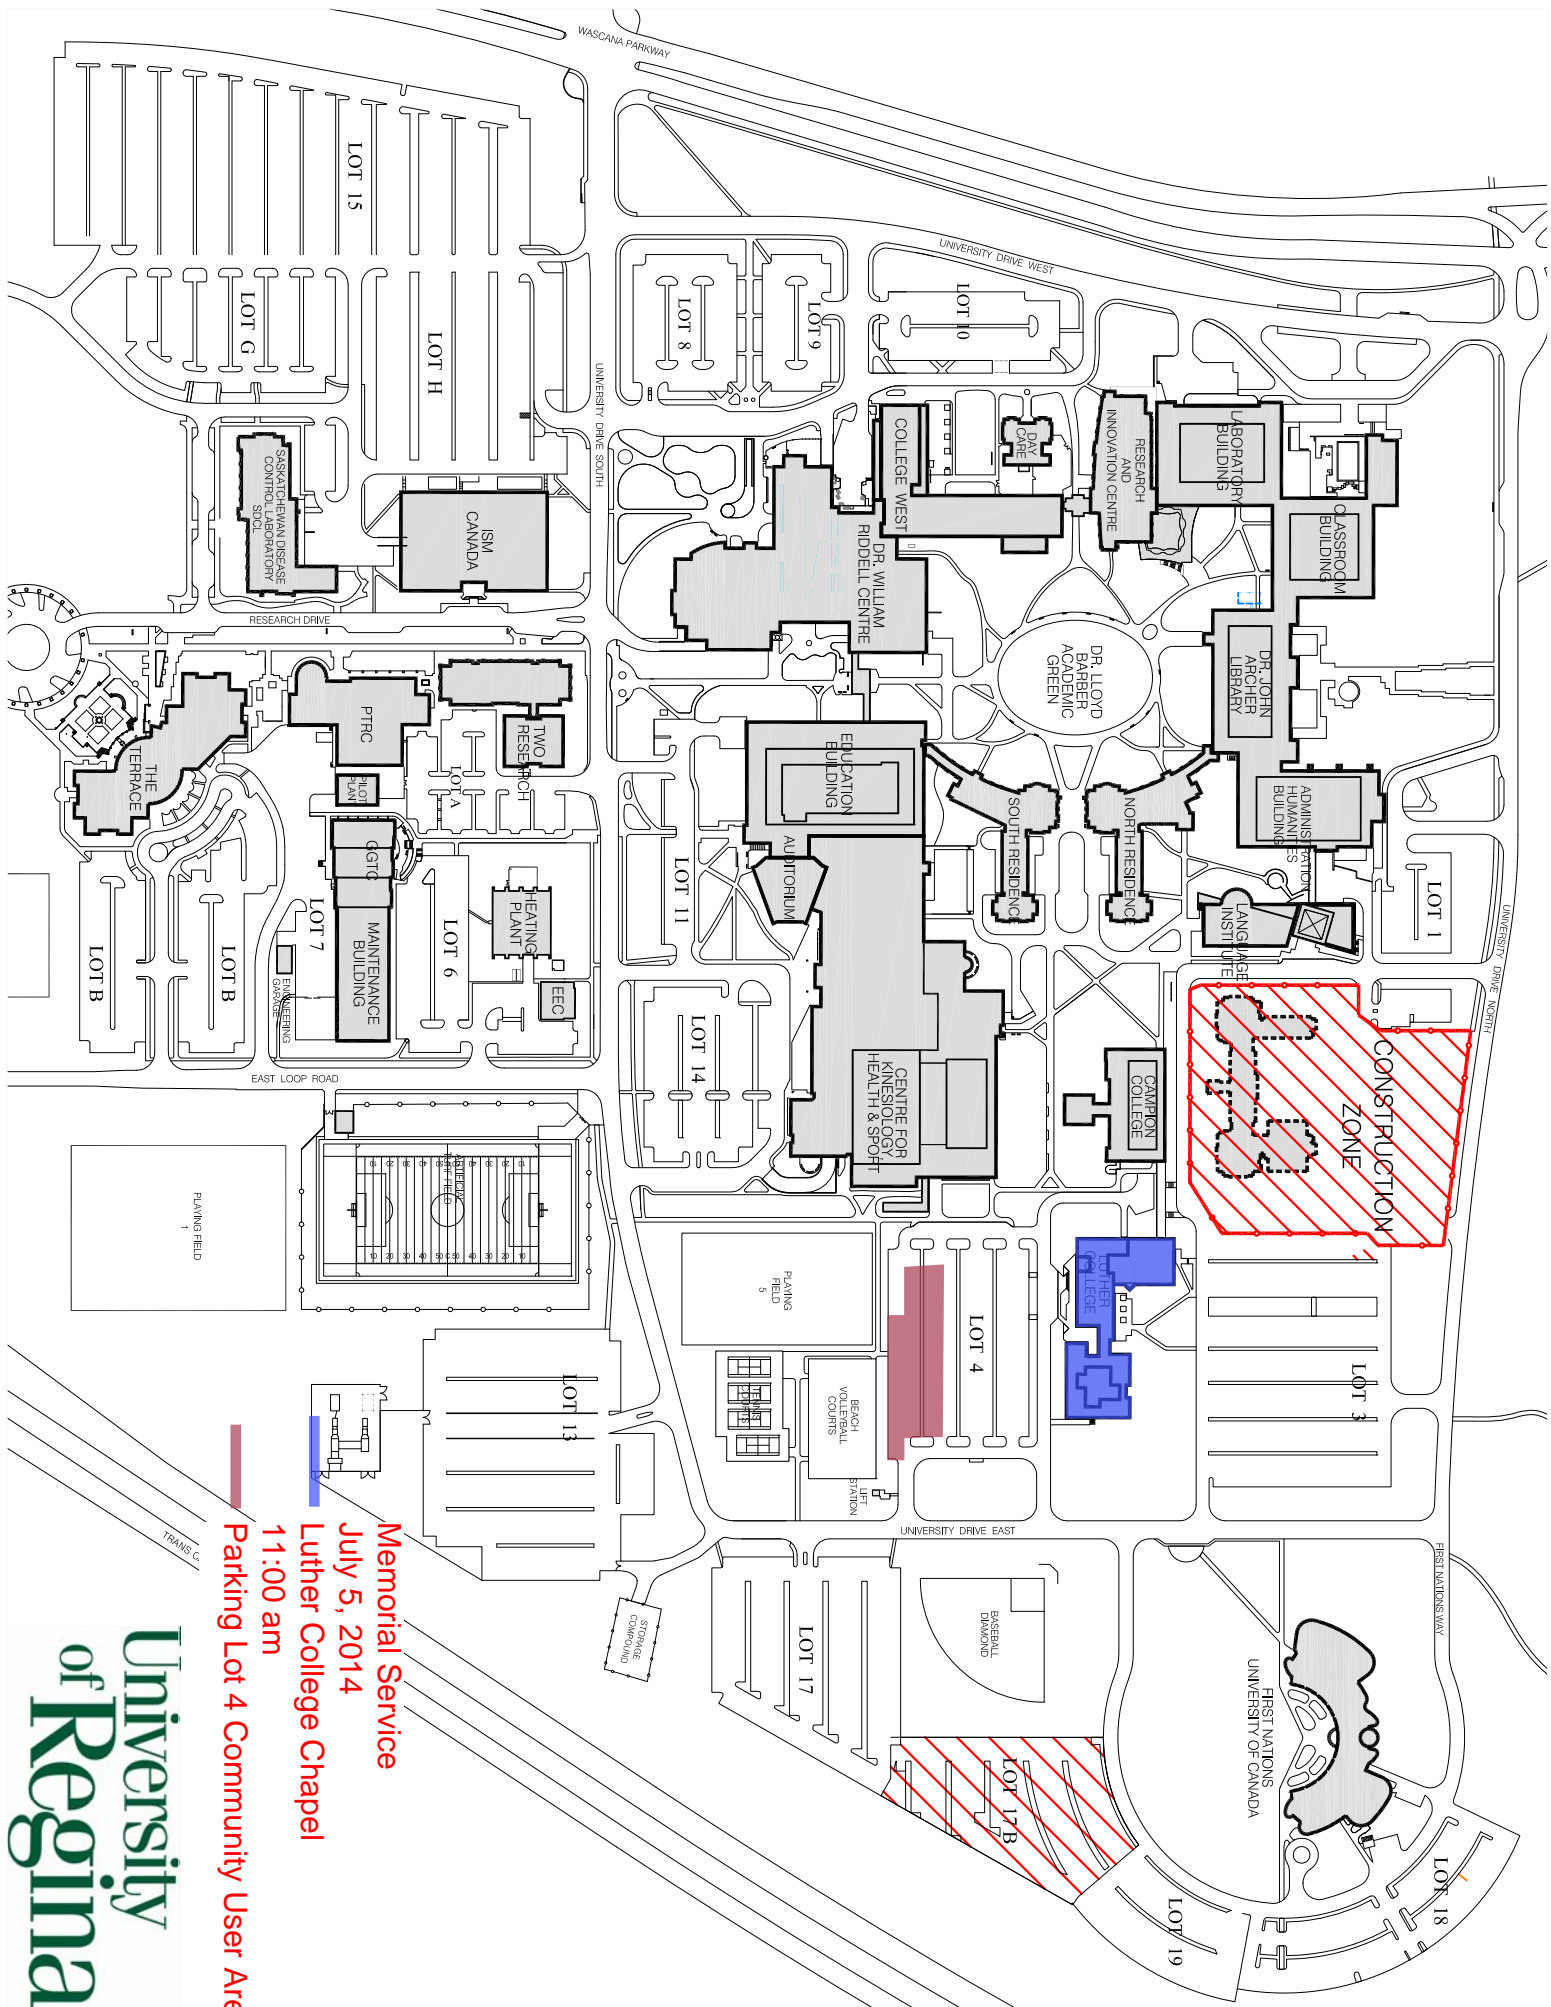 WASCANA PARKWAY
UNIVERSITY DRIVE WEST
LOT 15
LOT G
LOT H
LOT 8
LOT 9
LOT 10
UNIVERSITY DRIVE SOUTH
SASKATCHEWAN DISEASE
CONTROL LABORATORY
SDCL
ISM
CANADA
COLLEGE WEST
DAY
CARE
RESEARCH
AND
INNOVATION CENTRE
LABORATORY
BUILDING
CLASSROOM
BUILDING
DR. WILLIAM
RIDDELL CENTRE
RESEARCH DRIVE
DR. LLOYD
BARBER
ACADEMIC
GREEN
DR. JOHN
ARCHER
LIBRARY
THE
TERRACE
PTRC
TWO
RESEARCH
LOT A
PILOT
PLAN
GGTC
EDUCATION
BUILDING
AUDITORIUM
SOUTH RESIDENCE
NORTH RESIDENCE
ADMINISTRATION
HUMANITIES
BUILDING
LOT 1
LOT 11
LOT 6
LOT 7
HEATING
PLANT
MAINTENANCE
BUILDING
LOT B
LOT B
ENGINEERING
GARAGE
EEC
LANGUAGE
INSTITUTE
UNIVERSITY DRIVE NORTH
LOT 14
CENTRE FOR
KINESIOLOGY
HEALTH & SPORT
CAMPION
COLLEGE
CONSTRUCTION
ZONE
EAST LOOP ROAD
ARTIFICIAL
TURF FIELD
PLAYING FIELD
1
PLAYING
FIELD
5
LOT 4
LUTHER
COLLEGE
LOT 3
TENNIS
COURTS
BEACH
VOLLEYBALL
COURTS
LIFT
STATION
LOT 13
UNIVERSITY DRIVE EAST
FIRST NATIONS WAY
TRANS C.
STORAGE
COMPOUND
LOT 17
BASEBALL
DIAMOND
FIRST NATIONS
UNIVERSITY OF CANADA
LOT 17 B
LOT 18
LOT 19
Memorial Service
July 5, 2014
Luther College Chapel
11:00 am
Parking Lot 4 Community User Are
University
of Regina